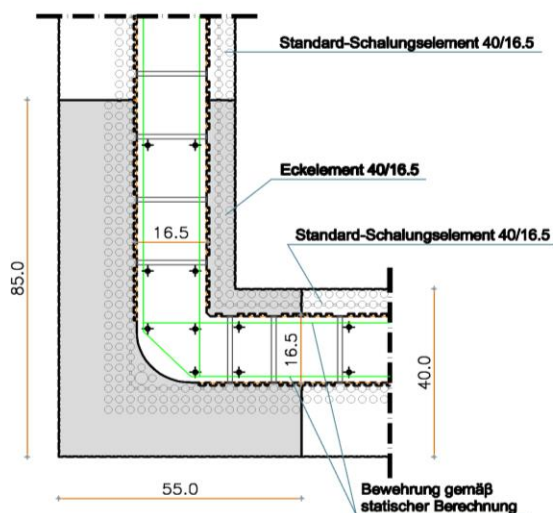 Standard-Schalungselement 40/16.5
Eckelement 40/16.5
16.5
Standard-Schalungselement 40/16.5
85.0
16.5
40.0
55.0
Bewehrung gemäß
statischer Berechnung